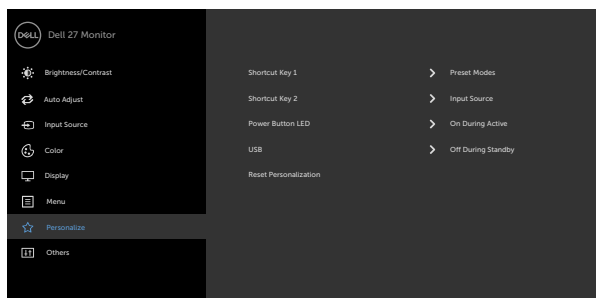 DELL Dell 27 Monitor
Brightness/Contrast
Auto Adjust
Input Source
Color
Display
Menu
Personalize
Others
Shortcut Key 1 Preset Modes
Shortcut Key 2 Input Source
Power Button LED On During Active
USB Off During Standby
Reset Personalization